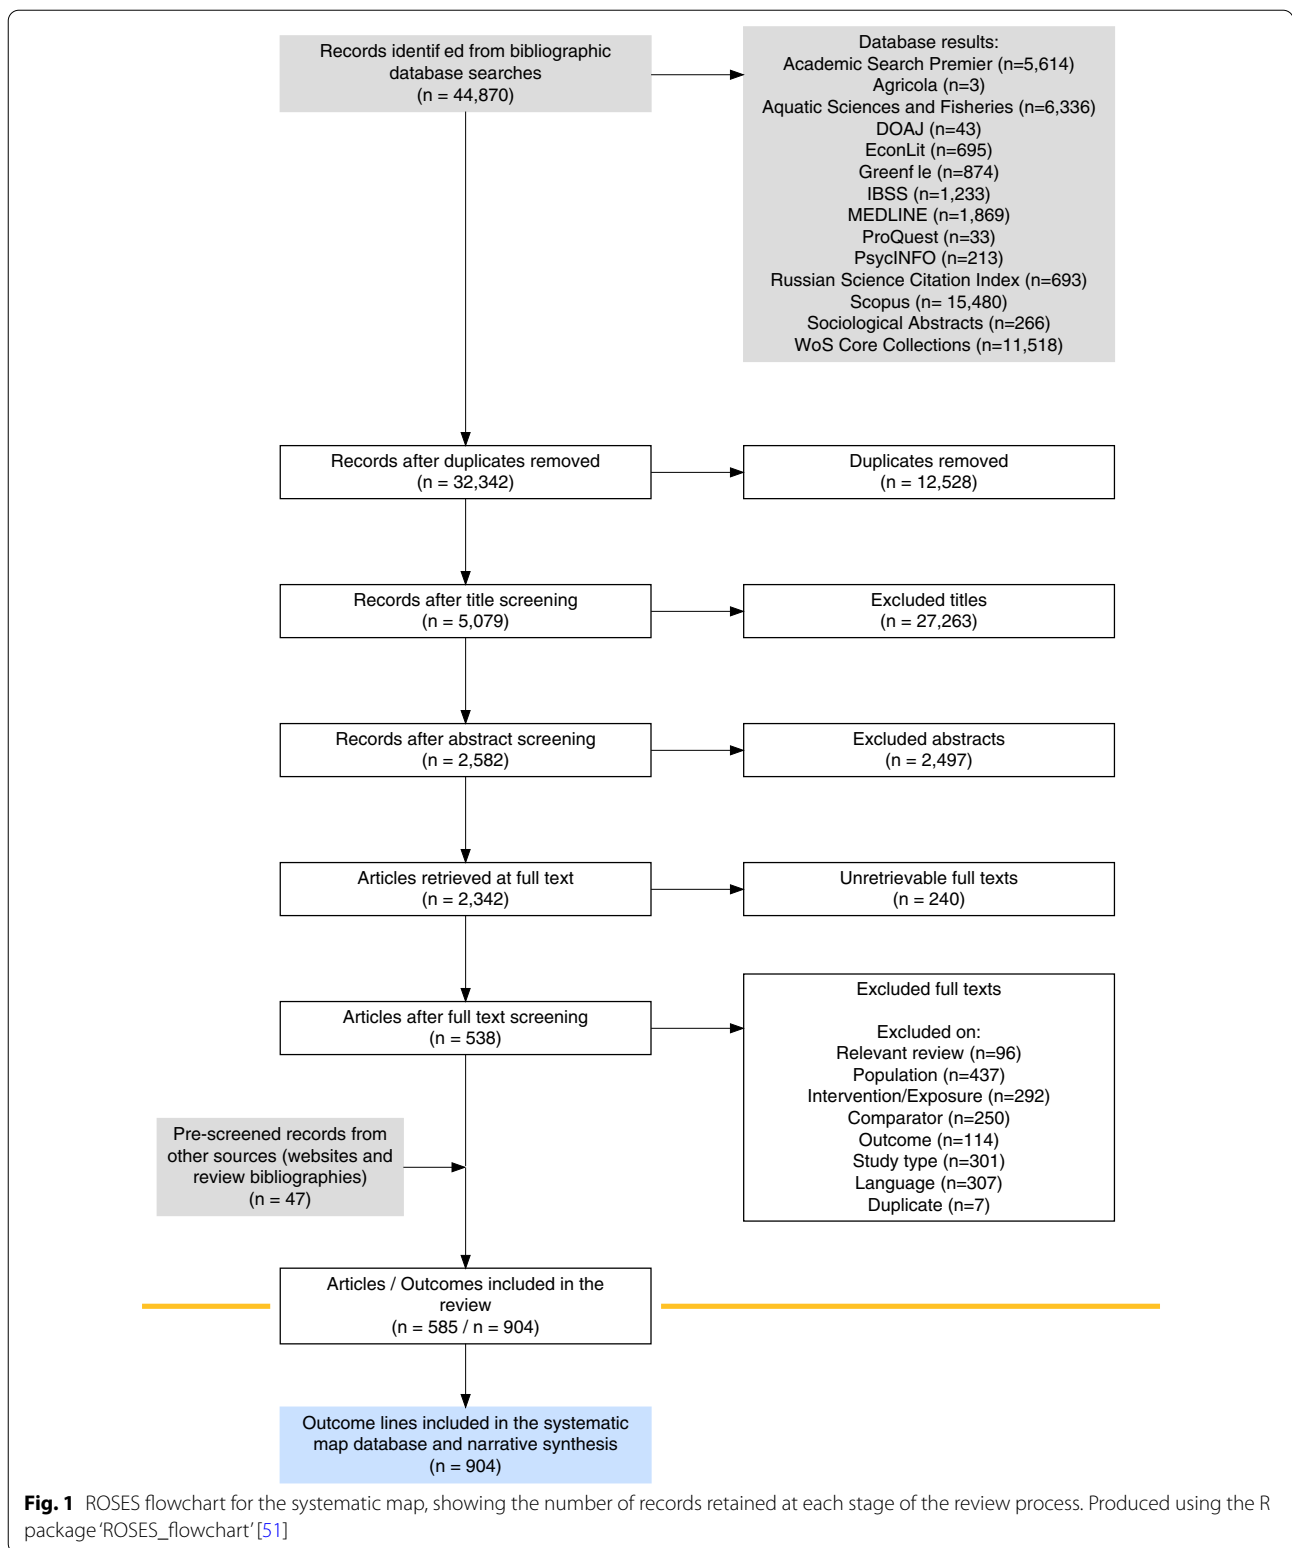 Records identif ed from bibliographic
database searches
(n = 44,870)
Database results:
Academic Search Premier (n=5,614)
Agricola (n=3)
Aquatic Sciences and Fisheries (n=6,336)
DOAJ (n=43)
EconLit (n=695)
Greenf le (n=874)
IBSS (n=1,233)
MEDLINE (n=1,869)
ProQuest (n=33)
PsycINFO (n=213)
Russian Science Citation Index (n=693)
Scopus (n= 15,480)
Sociological Abstracts (n=266)
WoS Core Collections (n=11,518)
Records after duplicates removed
(n = 32,342)
Duplicates removed
(n = 12,528)
Records after title screening
(n = 5,079)
Excluded titles
(n = 27,263)
Records after abstract screening
(n = 2,582)
Excluded abstracts
(n = 2,497)
Articles retrieved at full text
(n = 2,342)
Unretrievable full texts
(n = 240)
Articles after full text screening
(n = 538)
Excluded full texts
Excluded on:
Relevant review (n=96)
Population (n=437)
Intervention/Exposure (n=292)
Comparator (n=250)
Outcome (n=114)
Study type (n=301)
Language (n=307)
Duplicate (n=7)
Pre-screened records from
other sources (websites and
review bibliographies)
(n = 47)
Articles / Outcomes included in the
review
(n = 585 / n = 904)
Outcome lines included in the systematic
map database and narrative synthesis
(n = 904)
Fig. 1 ROSES flowchart for the systematic map, showing the number of records retained at each stage of the review process. Produced using the R
package 'ROSES_flowchart' [51]